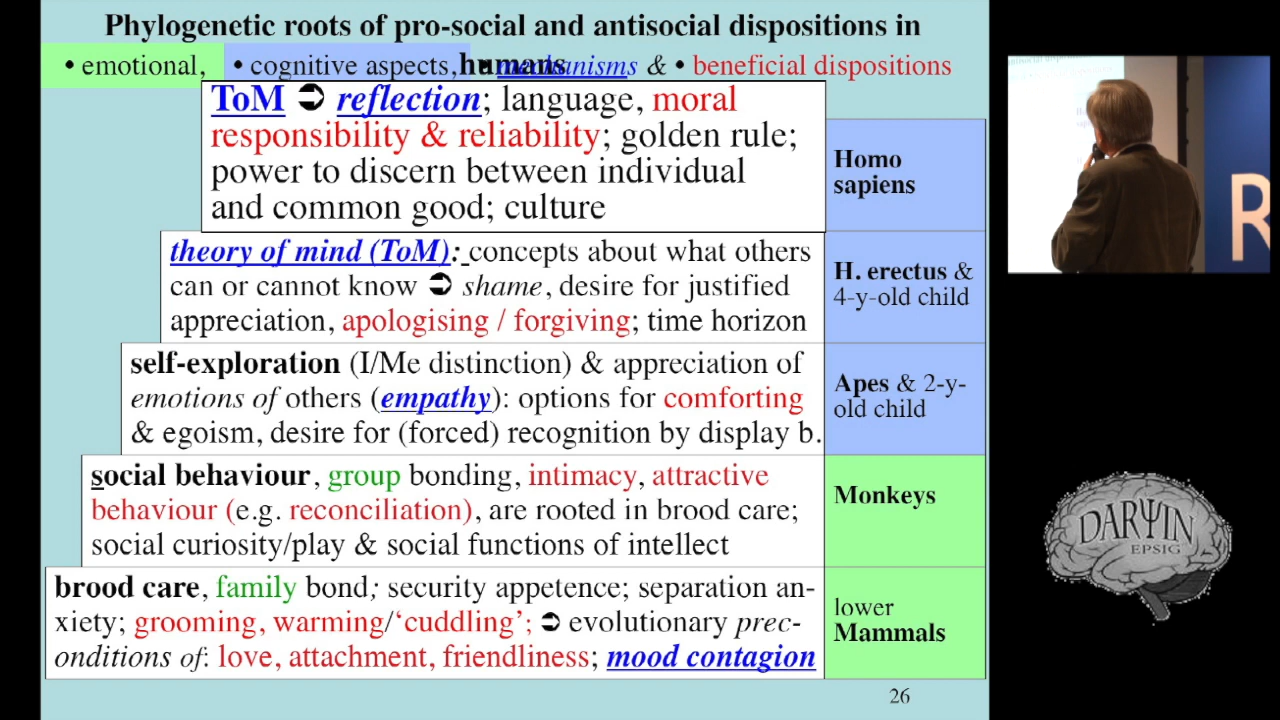 Phylogenetic roots of pro-social and antisocial dispositions in
humans
• emotional, • cognitive aspects, • mechanisms & • beneficial dispositions
ToM ➲ reflection; language, moral
responsibility & reliability; golden rule;
power to discern between individual
and common good; culture
Homo
sapiens
theory of mind (ToM): concepts about what others
can or cannot know ➲ shame, desire for justified
appreciation, apologising / forgiving; time horizon
H. erectus &
4-y-old child
self-exploration (I/Me distinction) & appreciation of
emotions of others (empathy): options for comforting
& egoism, desire for (forced) recognition by display b.
Apes & 2-y-
old child
social behaviour, group bonding, intimacy, attractive
behaviour (e.g. reconciliation), are rooted in brood care;
social curiosity/play & social functions of intellect
Monkeys
brood care, family bond; security appetence; separation an-
xiety; grooming, warming/‘cuddling’; ➲ evolutionary prec-
onditions of: love, attachment, friendliness; mood contagion
lower
Mammals
26
R
DARΨIN
EPSIG